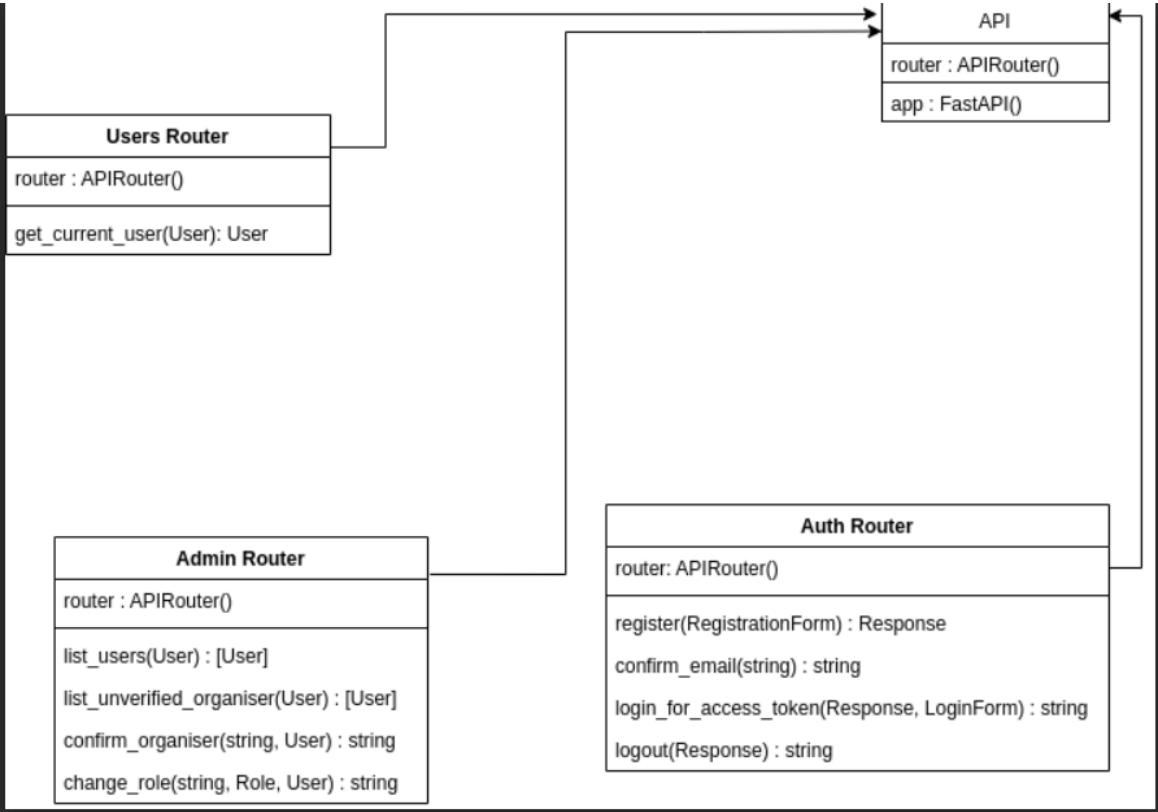 API
router : APIRouter()
app : FastAPI()
Users Router
router : APIRouter()
get_current_user(User): User
Admin Router
router : APIRouter()
list_users(User) : [User]
list_unverified_organiser(User) : [User]
confirm_organiser(string, User) : string
change_role(string, Role, User) : string
Auth Router
router: APIRouter()
register(RegistrationForm) : Response
confirm_email(string) : string
login_for_access_token(Response, LoginForm) : string
logout(Response) : string